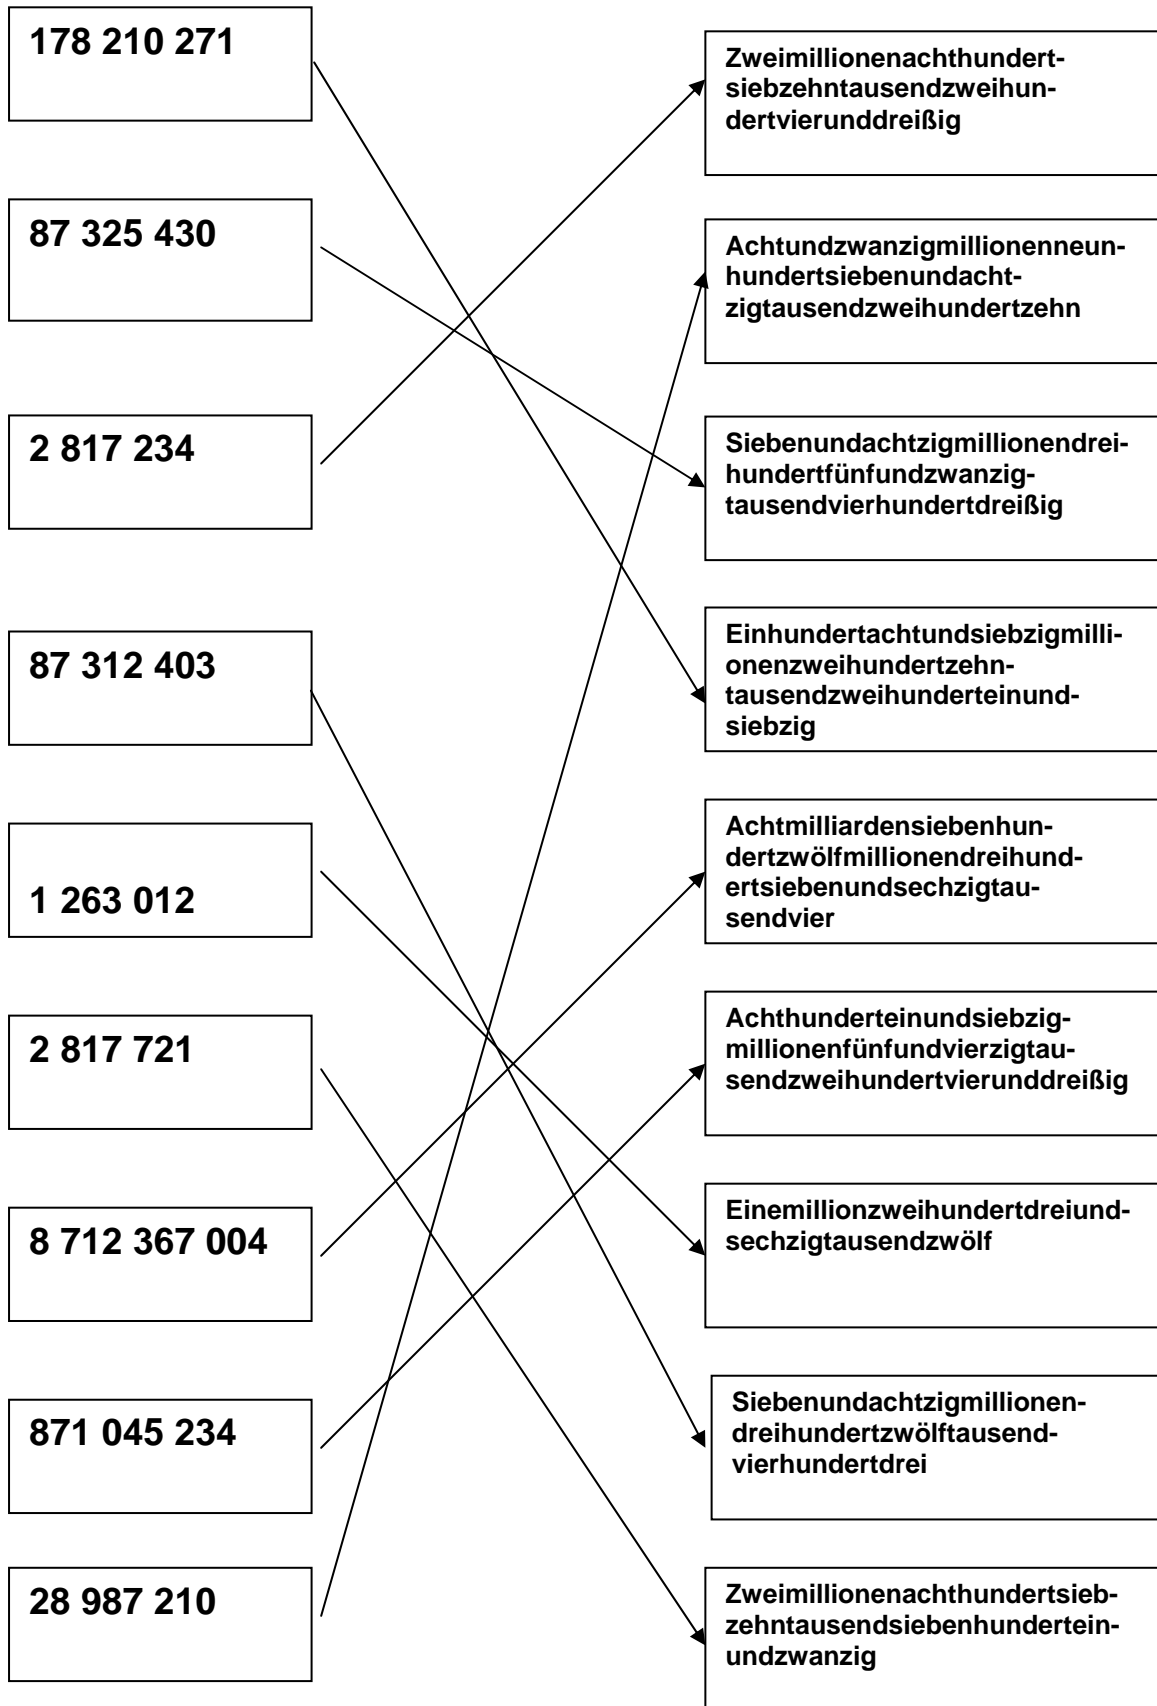 178 210 271
87 325 430
2 817 234
87 312 403
1 263 012
2 817 721
8 712 367 004
871 045 234
28 987 210
Zweimillionenachthundert-
siebzehntausendzweihun-
dertvierunddreißig
Achtundzwanzigmillionenneun-
hundertsiebenundacht-
zigtausendzweihundertzehn
Siebenundachtzigmillionendrei-
hundertfünfundzwanzig-
tausendvierhundertdreißig
Einhundertachtundsiebzigmilli-
onenzweihundertzehn-
tausendzweihunderteinund-
siebzig
Achtmilliardensiebenhun-
dertzwölfmillionendreihund-
ertsiebenundsechzigtau-
sendvier
Achthunderteinundsiebzig-
millionenfünfundvierzigtau-
sendzweihundertvierunddreißig
Einemillionzweihundertdreiund-
sechzigtausendzwölf
Siebenundachtzigmillionen-
dreihundertzwölftausend-
vierhundertdrei
Zweimillionenachthundertsieb-
zehntausendsiebenhundertein-
undzwanzig